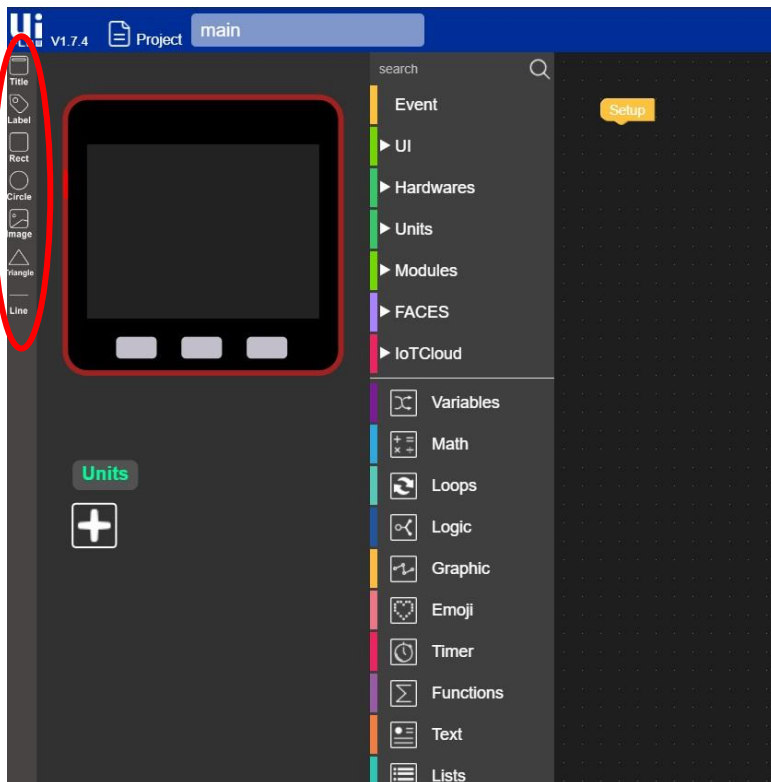 Ui V1.7.4 Project main
Title
Label
Rect
Circle
Image
Triangle
Line
Units
search
Event
UI
Hardwares
Units
Modules
FACES
IoTCloud
Variables
Math
Loops
Logic
Graphic
Emoji
Timer
Functions
Text
Lists
Setup